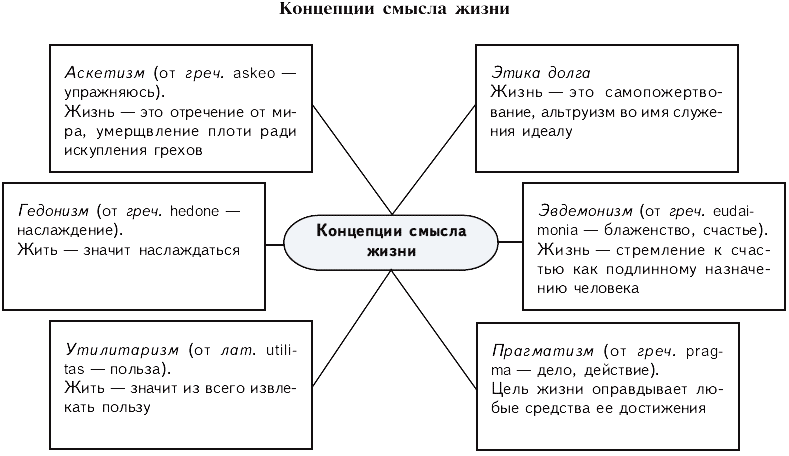 Концепции смысла жизни
Аскетизм (от греч. askeo —
упражняюсь).
Жизнь — это отречение от ми-
ра, умерщвление плоти ради
искупления грехов
Этика долга
Жизнь — это самопожертво-
вание, альтруизм во имя служе-
ния идеалу
Гедонизм (от греч. hedone —
наслаждение).
Жить — значит наслаждаться
Концепции смысла
жизни
Эвдемонизм (от греч. eudai-
monia — блаженство, счастье).
Жизнь — стремление к счас-
тью как подлинному назначе-
нию человека
Утилитаризм (от лат. utili-
tas — польза).
Жить — значит из всего извле-
кать пользу
Прагматизм (от греч. prag-
ma — дело, действие).
Цель жизни оправдывает лю-
бые средства ее достижения